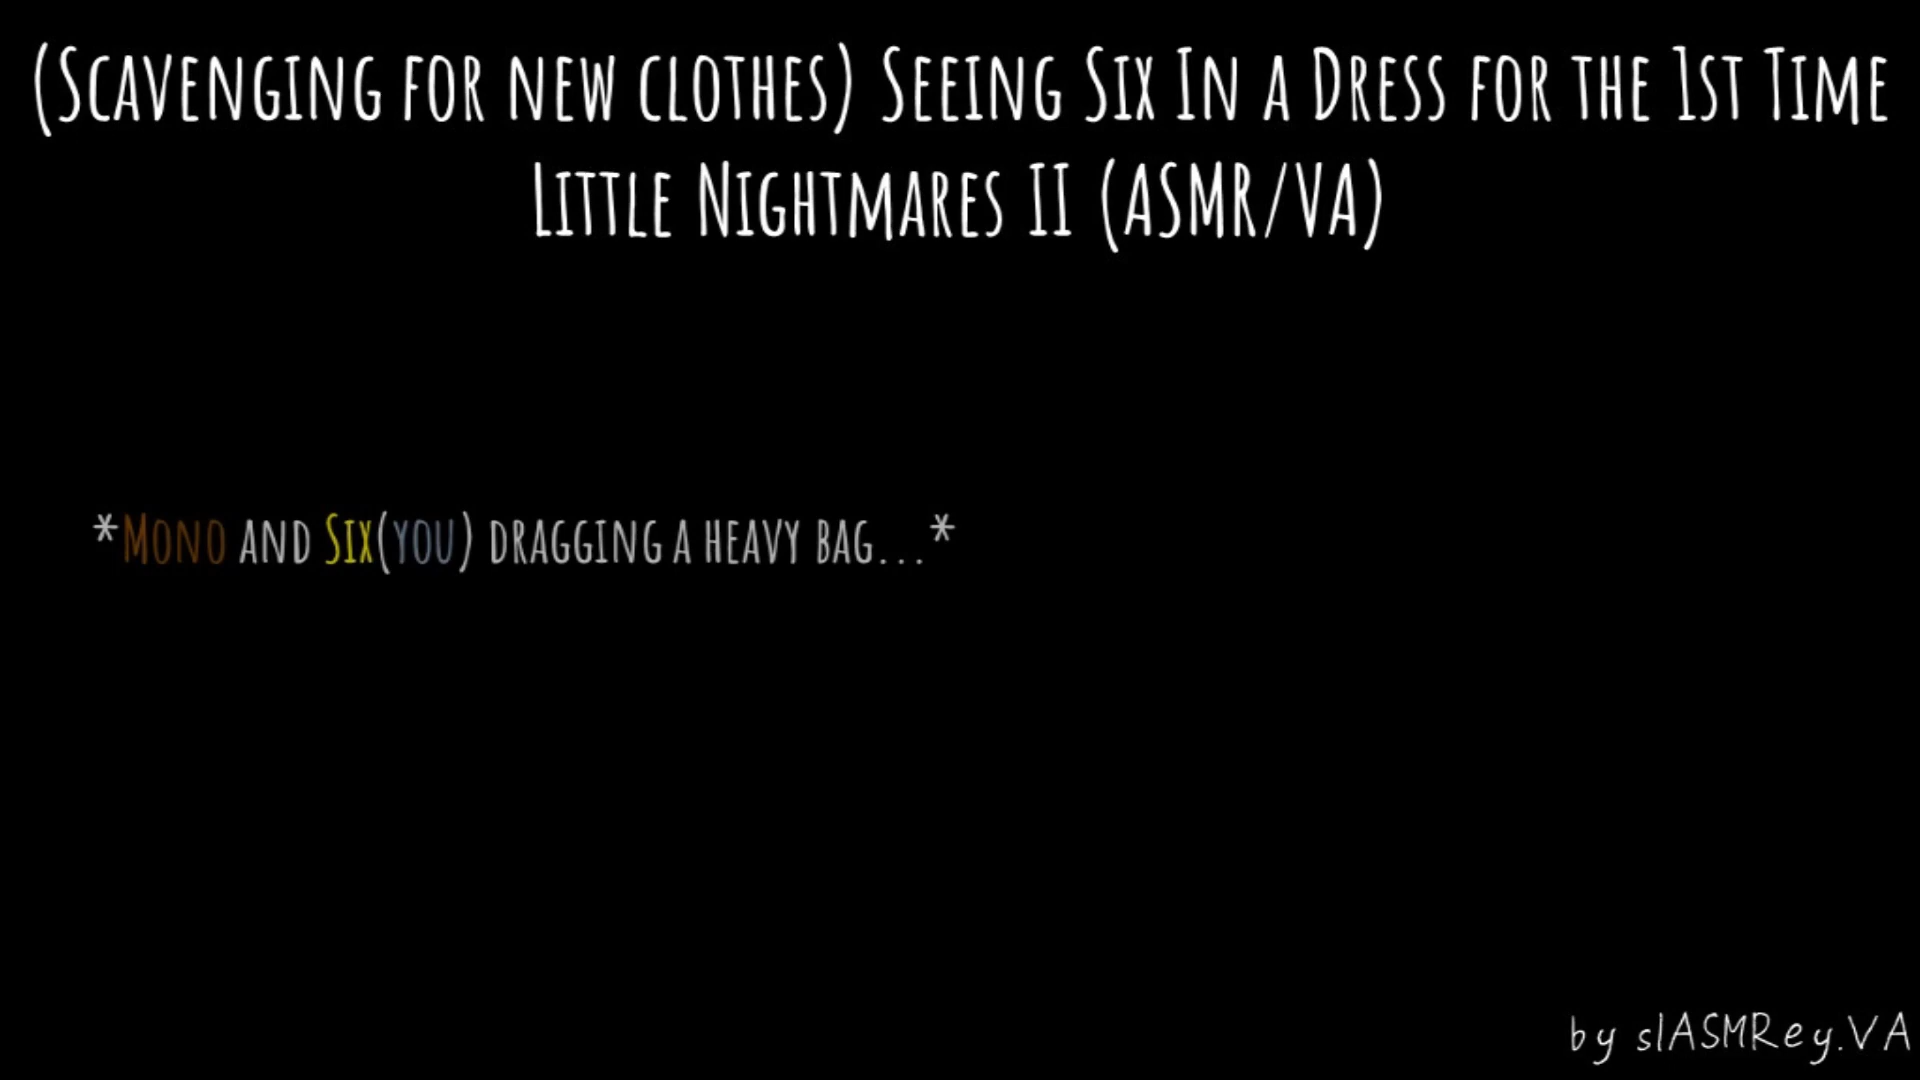 (Scavenging for new clothes) Seeing Six In a Dress for the 1st Time
Little Nightmares II (ASMR/VA)
*Mono and Six(you) dragging a heavy bag...*
by slASMRey.VA